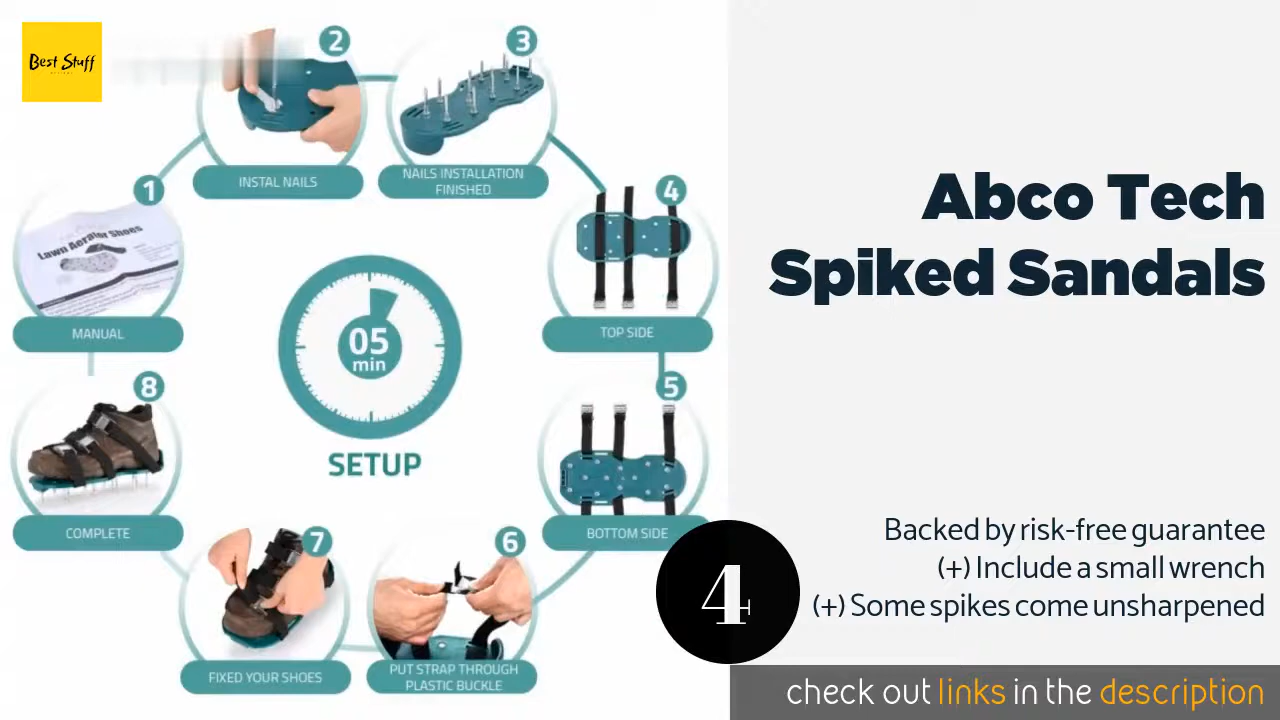 Best Stuff
2
3
INSTAL NAILS
NAILS INSTALLATION
FINISHED
1
Lawn Aerator Shoes
MANUAL
4
TOP SIDE
05
min
SETUP
8
COMPLETE
5
BOTTOM SIDE
7
FIXED YOUR SHOES
6
PUT STRAP THROUGH
PLASTIC BUCKLE
Abco Tech
Spiked Sandals
4
Backed by risk-free guarantee
(+) Include a small wrench
(+) Some spikes come unsharpened
check out links in the description